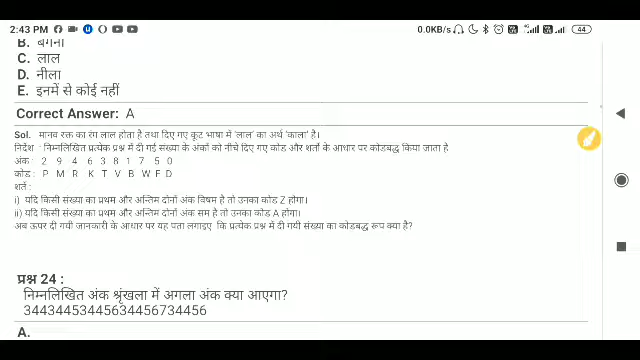 2:43 PM 0.0KB/s 44
B. बैंगनी
C. लाल
D. नीला
E. इनमें से कोई नहीं
Correct Answer: A
Sol. मानव रक्त का रंग लाल होता है तथा दिए गए कूट भाषा में 'लाल' का अर्थ 'काला' है।
निर्देश : निम्नलिखित प्रत्येक प्रश्न में दी गई संख्या के अंकों को नीचे दिए गए कोड और शर्तों के आधार पर कोडबद्ध किया जाता है
अंक : 2 9 4 6 3 8 1 7 5 0
कोड : P M R K T V B W F D
शर्तें :
i) यदि किसी संख्या का प्रथम और अन्तिम दोनों अंक विषम है तो उनका कोड Z होगा।
ii) यदि किसी संख्या का प्रथम और अन्तिम दोनों अंक सम है तो उनका कोड A होगा।
अब ऊपर दी गयी जानकारी के आधार पर यह पता लगाइए कि प्रत्येक प्रश्न में दी गयी संख्या का कोडबद्ध रूप क्या है?
प्रश्न 24 :
निम्नलिखित अंक श्रृंखला में अगला अंक क्या आएगा?
34434453445634456734456
A.